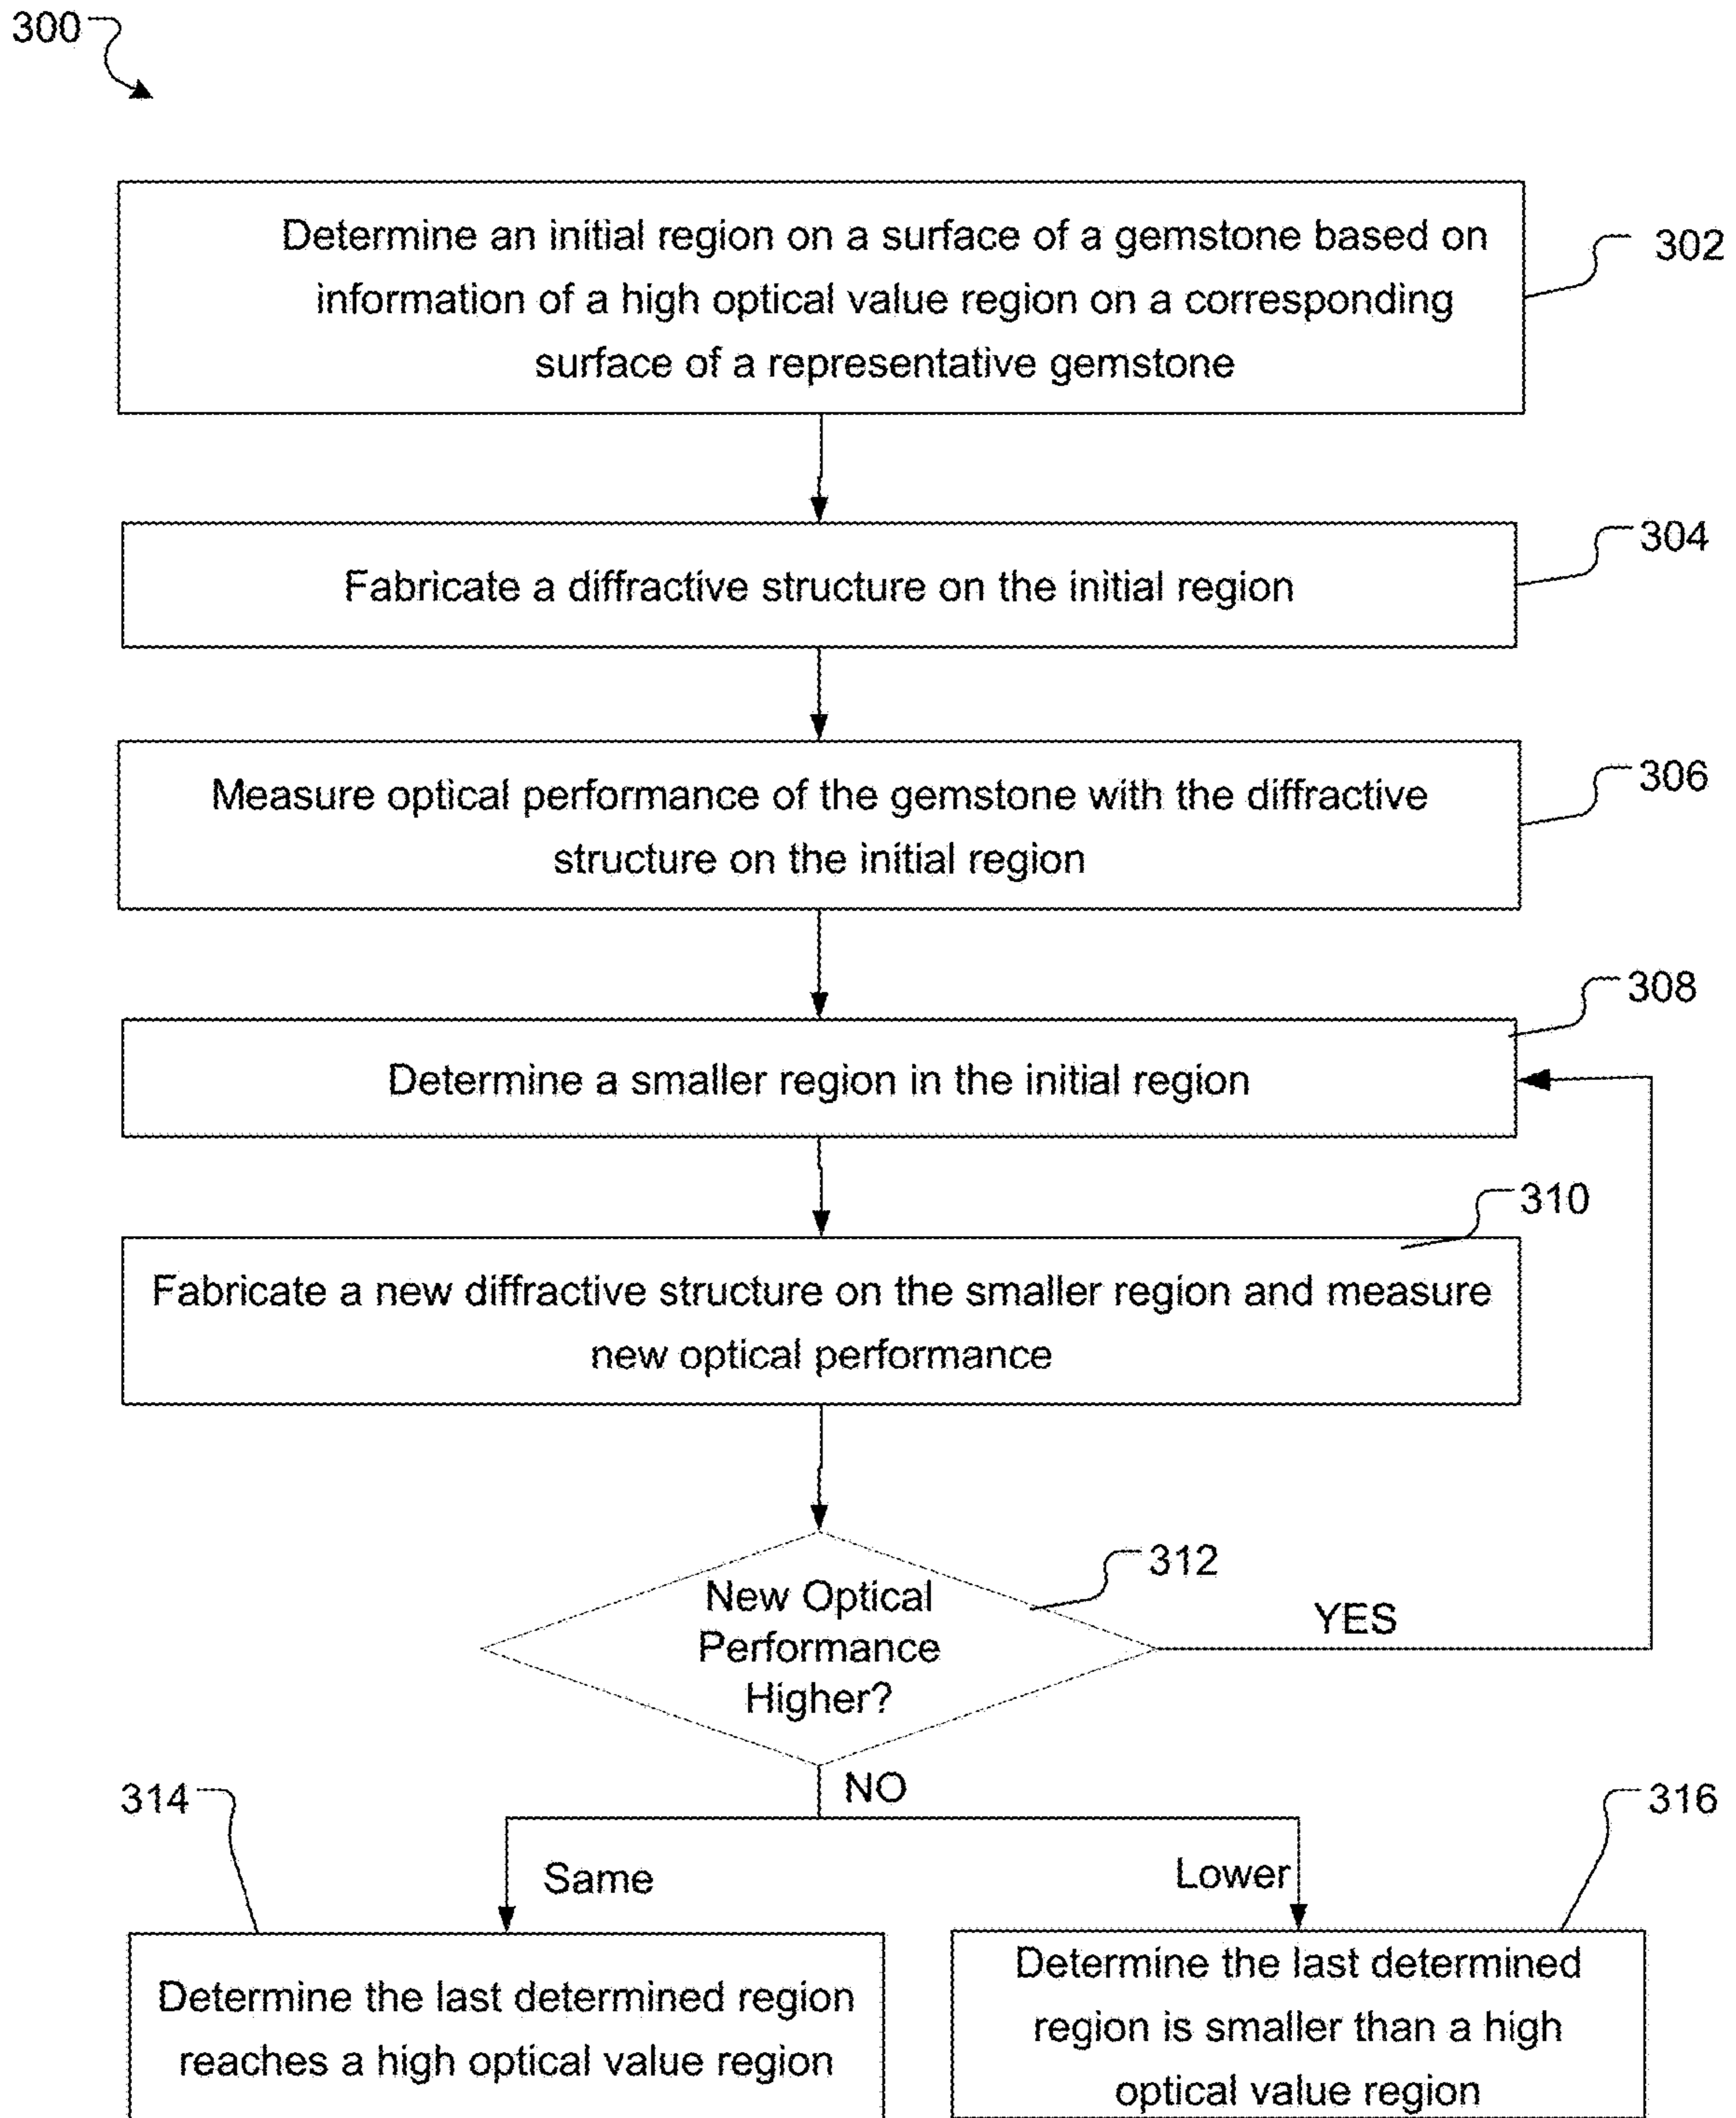 300
Determine an initial region on a surface of a gemstone based on
information of a high optical value region on a corresponding
surface of a representative gemstone
302
Fabricate a diffractive structure on the initial region
304
Measure optical performance of the gemstone with the diffractive
structure on the initial region
306
Determine a smaller region in the initial region
308
Fabricate a new diffractive structure on the smaller region and measure
new optical performance
310
New Optical
Performance
Higher?
312
YES
NO
Same
Lower
314
Determine the last determined region
reaches a high optical value region
316
Determine the last determined
region is smaller than a high
optical value region